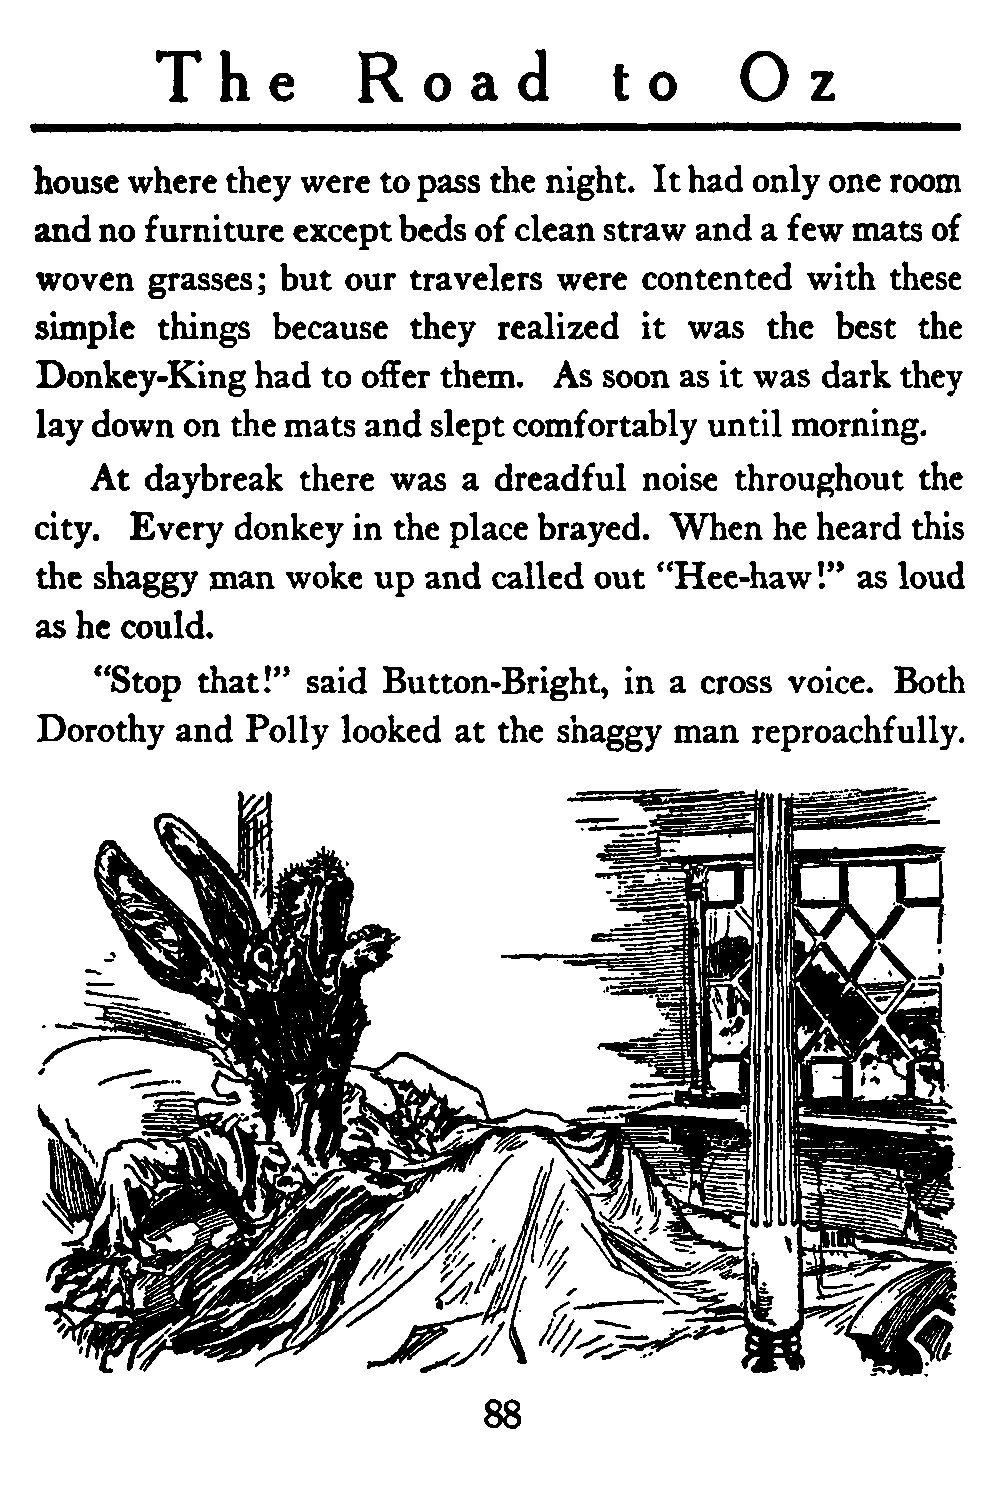 The Road to Oz
house where they were to pass the night. It had only one room
and no furniture except beds of clean straw and a few mats of
woven grasses; but our travelers were contented with these
simple things because they realized it was the best the
Donkey-King had to offer them. As soon as it was dark they
lay down on the mats and slept comfortably until morning.
At daybreak there was a dreadful noise throughout the
city. Every donkey in the place brayed. When he heard this
the shaggy man woke up and called out “Hee-haw!” as loud
as he could.
“Stop that!” said Button-Bright, in a cross voice. Both
Dorothy and Polly looked at the shaggy man reproachfully.
88